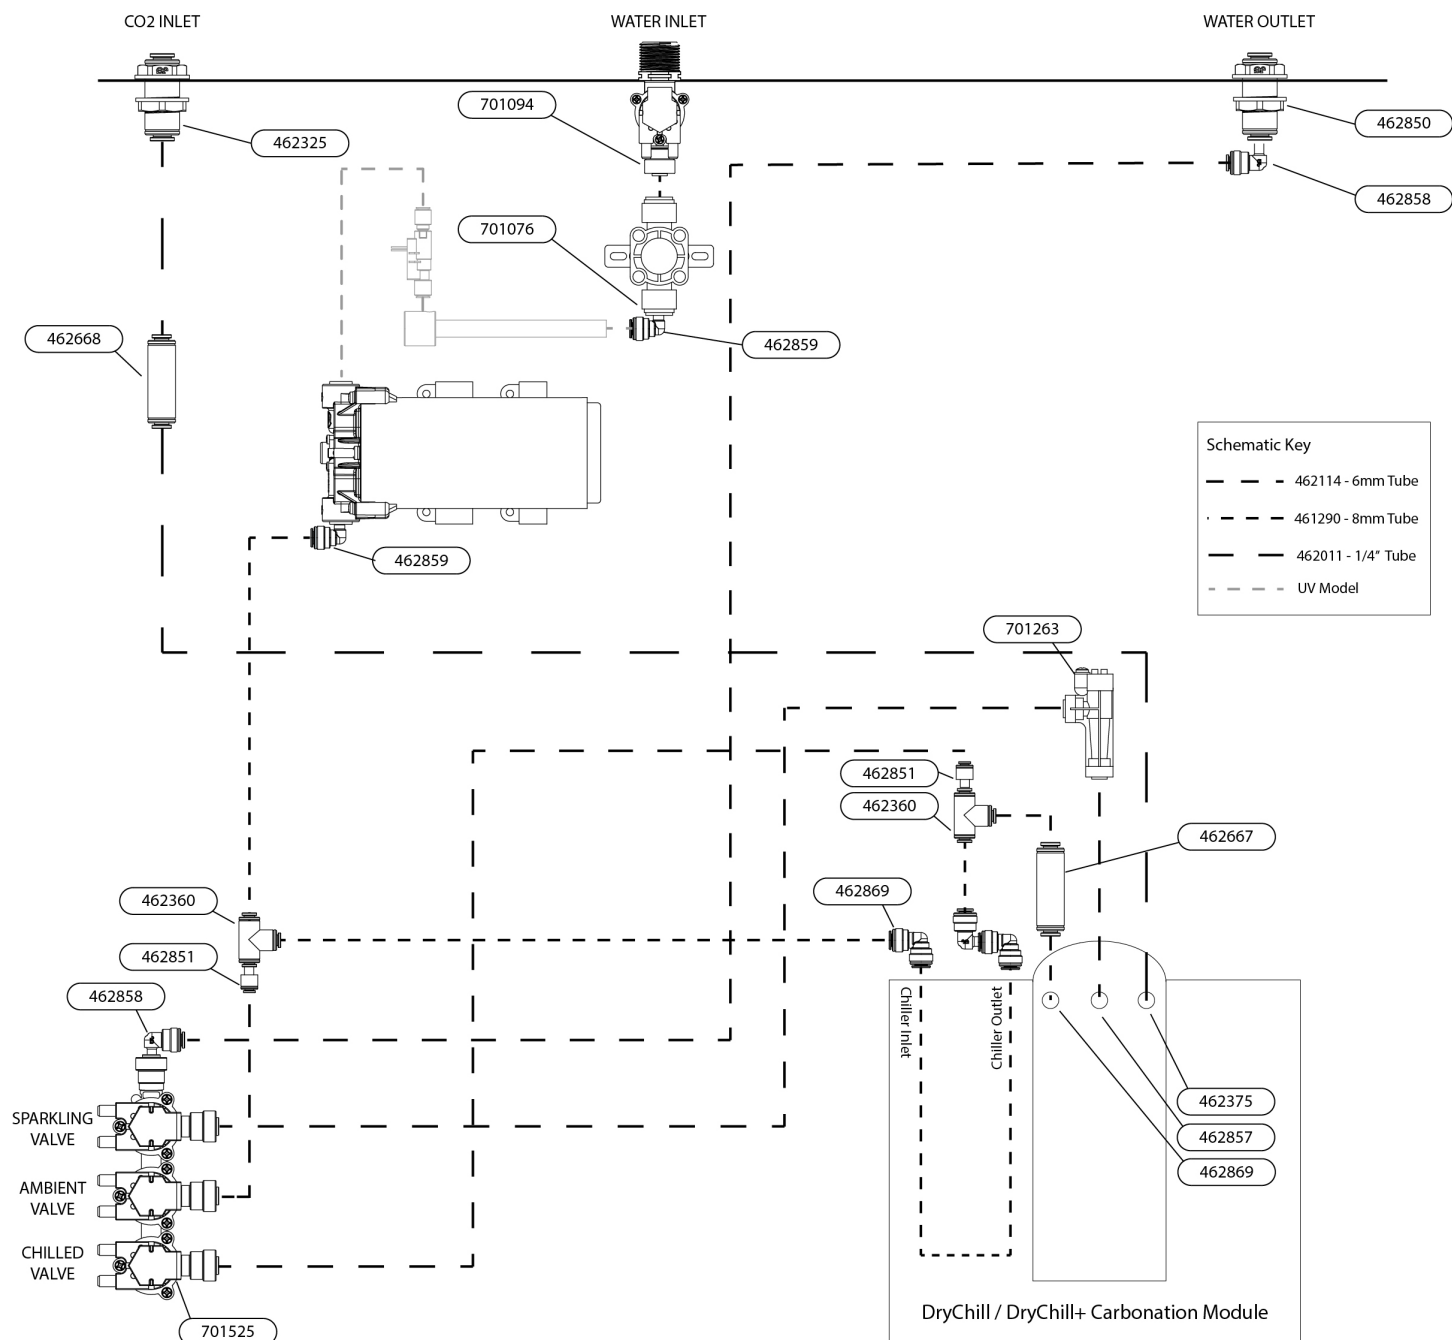 CO2 INLET
WATER INLET
WATER OUTLET
701094
462850
462325
462858
701076
462668
462859
Schematic Key
462114 - 6mm Tube
461290 - 8mm Tube
462011 - 1/4" Tube
UV Model
462859
701263
462851
462360
462667
462360
462869
462851
462858
Chiller Inlet
Chiller Outlet
462375
462857
462869
SPARKLING
VALVE
AMBIENT
VALVE
CHILLED
VALVE
701525
DryChill / DryChill+ Carbonation Module